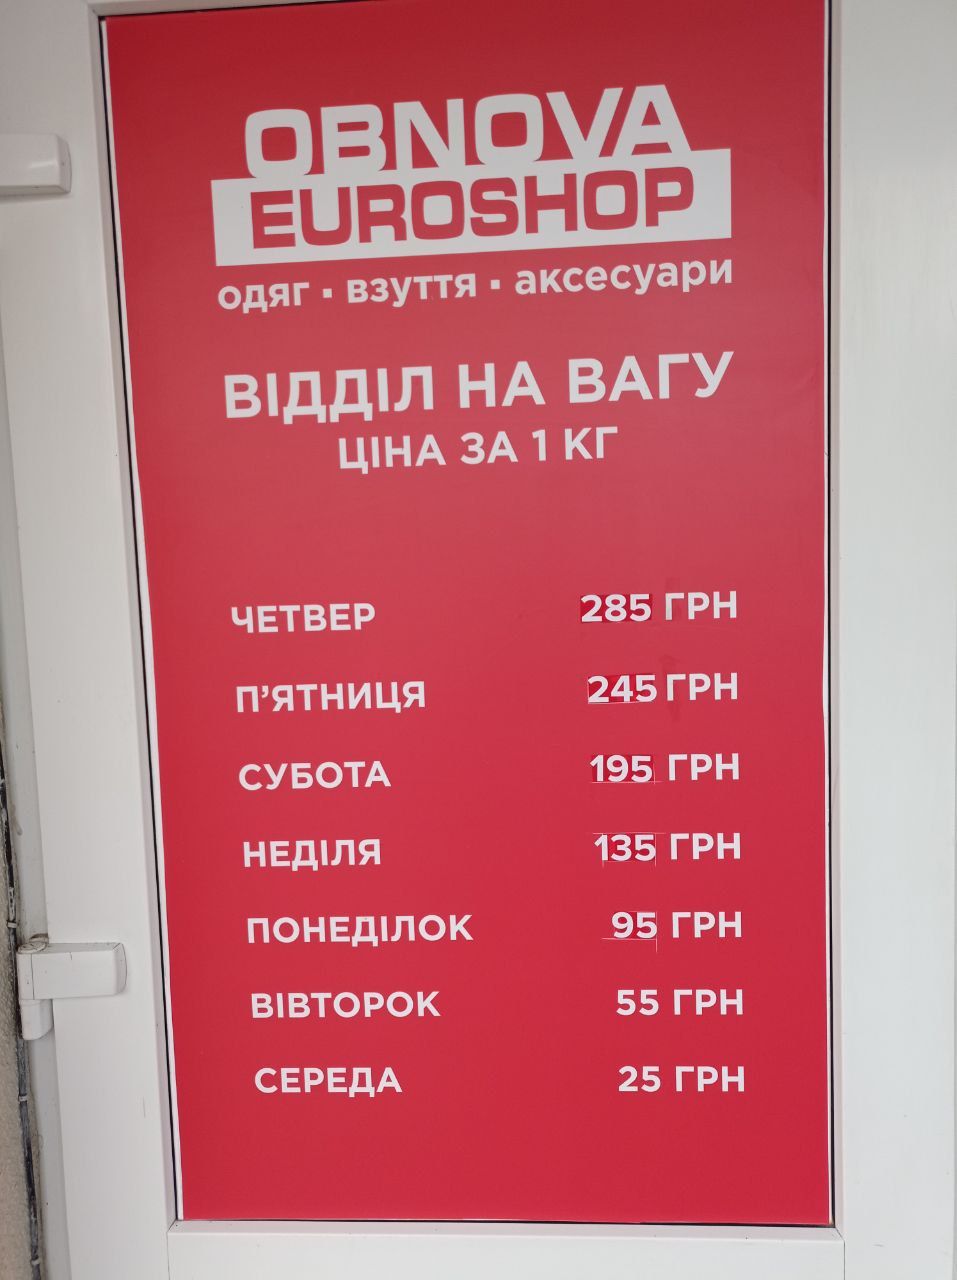 OBNOVA
EUROSHOP
одяг ▪ взуття ▪ аксесуари
ВІДДІЛ НА ВАГУ
ЦІНА ЗА 1 КГ
ЧЕТВЕР 285 ГРН
П’ЯТНИЦЯ 245 ГРН
СУБОТА 195 ГРН
НЕДІЛЯ 135 ГРН
ПОНЕДІЛОК 95 ГРН
ВІВТОРОК 55 ГРН
СЕРЕДА 25 ГРН